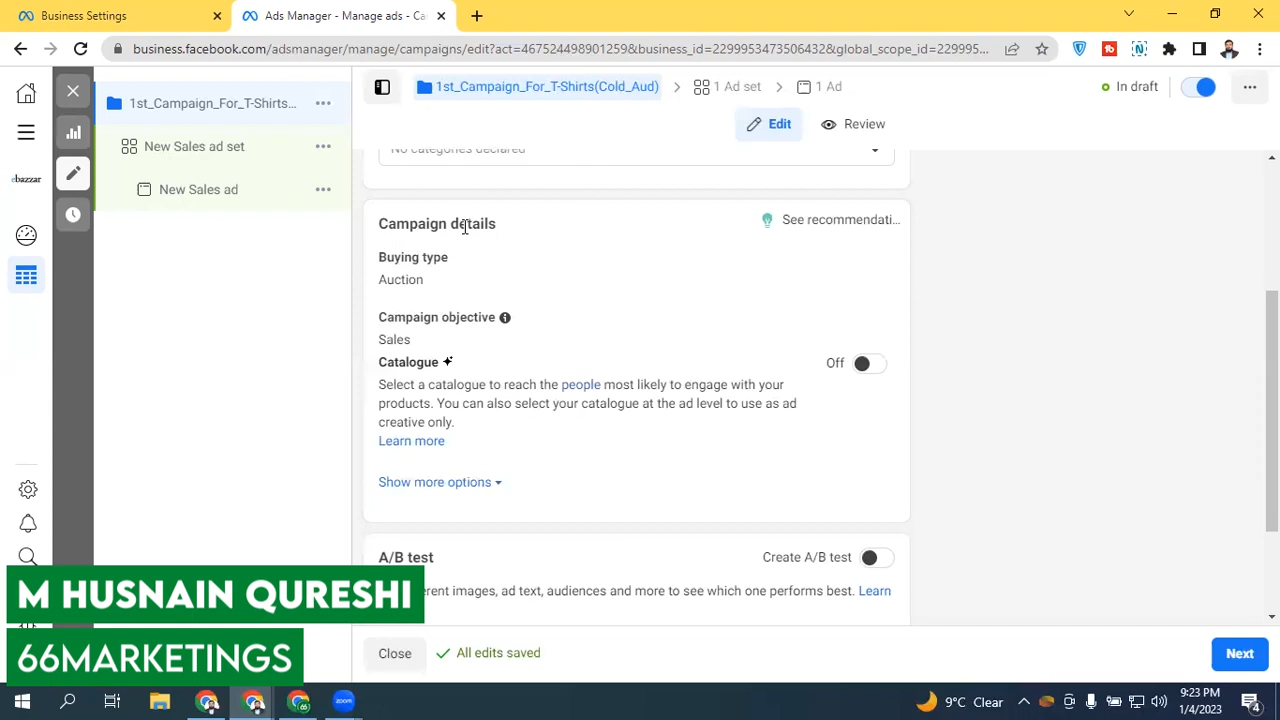 Business Settings
Ads Manager - Manage ads - Ca
business.facebook.com/adsmanager/manage/campaigns/edit?act=467524498901259&business_id=2299953473506432&global_scope_id=229995...
1st_Campaign_For_T-Shirts...
1st_Campaign_For_T-Shirts(Cold_Aud)
1 Ad set
1 Ad
In draft
New Sales ad set
New Sales ad
ebazzar
Edit
Review
No categories declared
Campaign details
See recommendati...
Buying type
Auction
Campaign objective
Sales
Catalogue
Off
Select a catalogue to reach the people most likely to engage with your
products. You can also select your catalogue at the ad level to use as ad
creative only.
Learn more
Show more options
A/B test
Create A/B test
erent images, ad text, audiences and more to see which one performs best. Learn
M HUSNAIN QURESHI
66MARKETINGS
Close
All edits saved
Next
zoom
9°C Clear
9:23 PM
1/4/2023
4